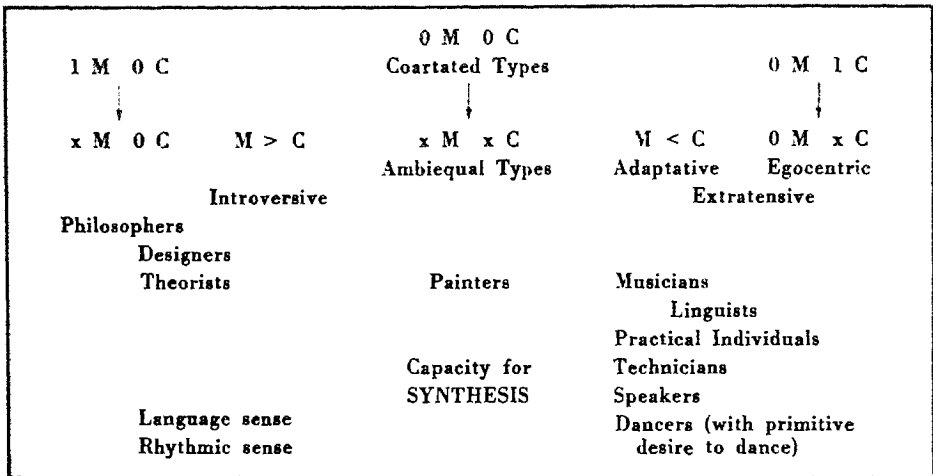 0 M 0 C
1 M 0 C Coartated Types 0 M 1 C
x M 0 C M > C x M x C M < C 0 M x C
Ambiequal Types Adaptative Egocentric
Introversive Extratensive
Philosophers
Designers
Theorists Painters Musicians
Linguists
Practical Individuals
Capacity for Technicians
SYNTHESIS Speakers
Language sense Dancers (with primitive
Rhythmic sense desire to dance)